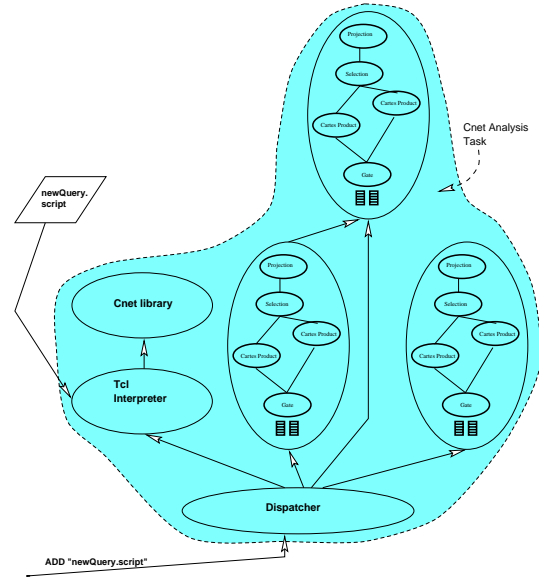 Projection
Selection
Cartes Product
Cartes Product
Gate
Cnet Analysis
Task
newQuery.
script
Projection
Selection
Cartes Product
Cartes Product
Gate
Projection
Selection
Cartes Product
Cartes Product
Gate
Cnet library
Tcl
Interpreter
Dispatcher
ADD "newQuery.script"